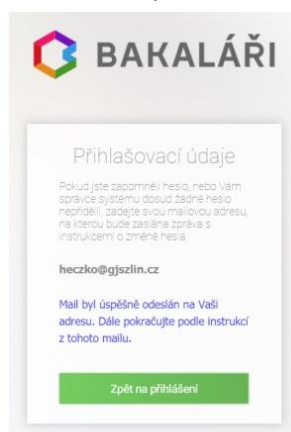 BAKALÁŘI
Přihlašovací údaje
Pokud jste zapomněli heslo, nebo Vám
správce systému dosud žádné heslo
nepřidělil, zadejte svou mailovou adresu,
na kterou bude zaslána zpráva s
instrukcemi o změně hesla.
heczko@gjszlin.cz
Mail byl úspěšně odeslán na Vaši
adresu. Dále pokračujte podle instrukcí
z tohoto mailu.
Zpět na přihlášení